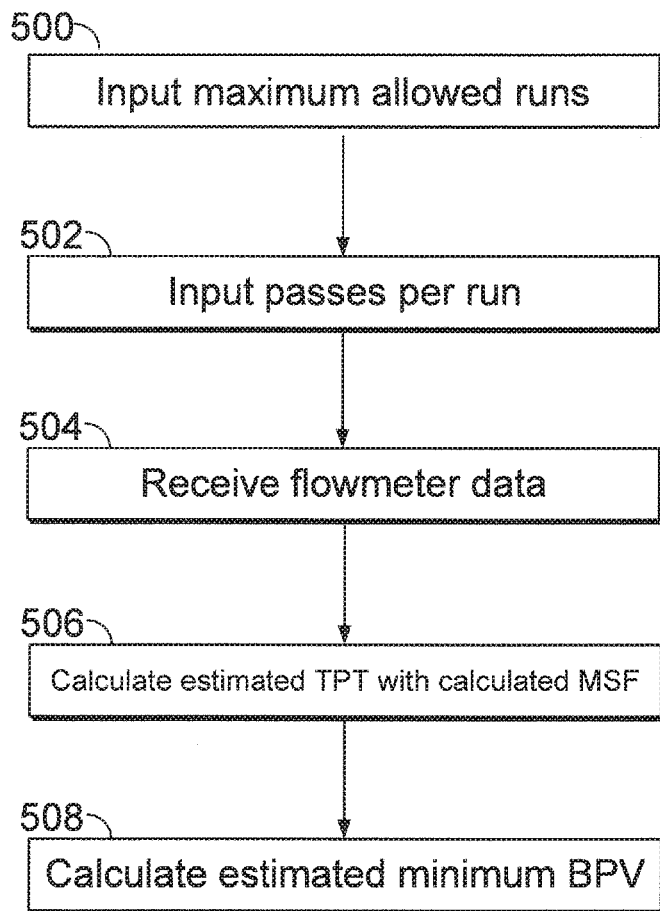 500
Input maximum allowed runs
502
Input passes per run
504
Receive flowmeter data
506
Calculate estimated TPT with calculated MSF
508
Calculate estimated minimum BPV